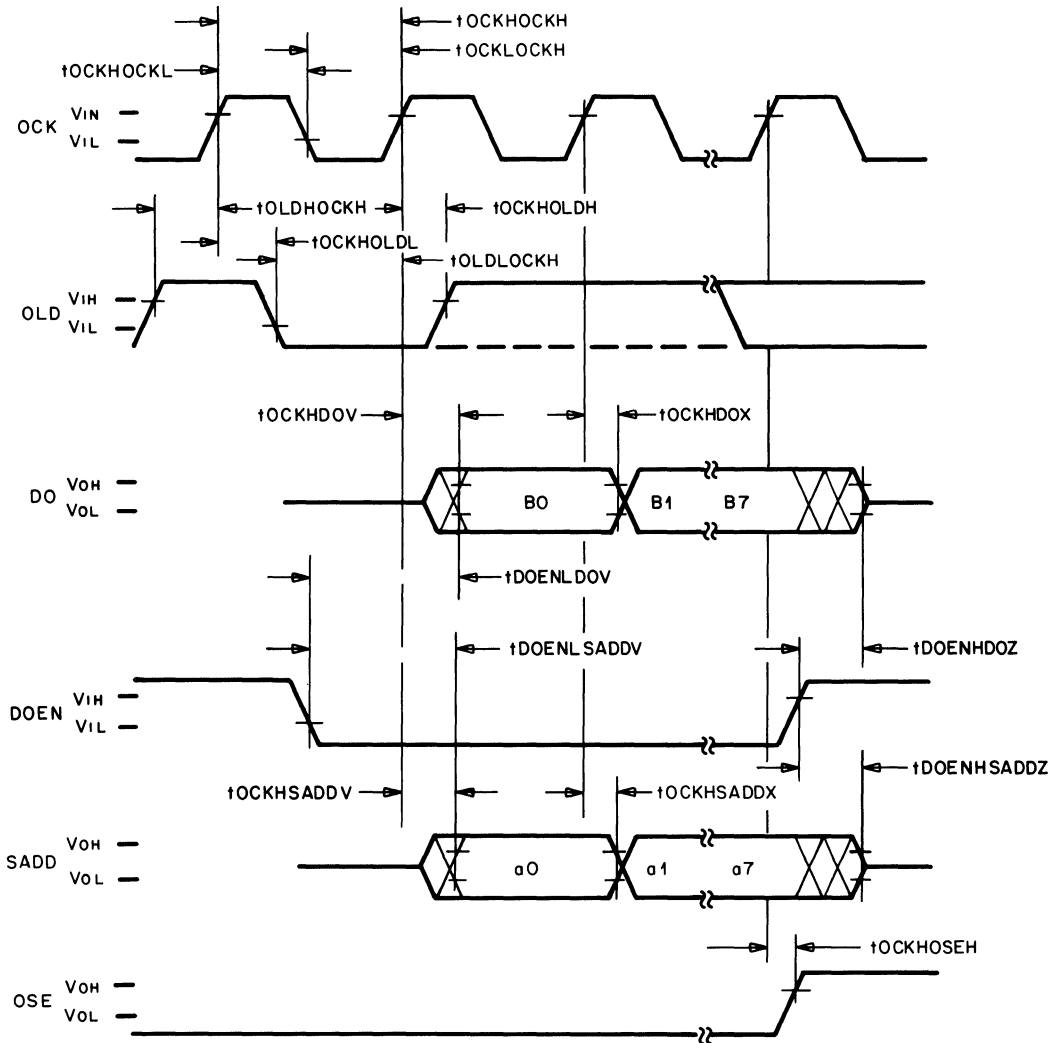 tOCKHOCKH
tOCKLOCKH
tOCKHOCKL
OCK VIN
VIL
tOLDHOCKH tOCKHOLDH
tOCKHOLDL
tOLDLOCKH
OLD VIH
VIL
tOCKHDOV tOCKHDOX
DO VOH
VOL
B0 B1 B7
tDOENLDOV
tDOENLSADDV tDOENHDOZ
DOEN VIH
VIL
tDOENHSADDZ
tOCKHSADDV tOCKHSADDX
SADD VOH
VOL
a0 a1 a7
tOCKHOSEH
OSE VOH
VOL